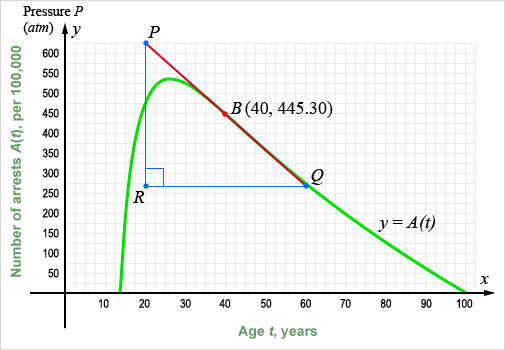 Pressure P
(atm) y
Number of arrests A(t), per 100,000
600
550
500
450
400
350
300
250
200
150
100
50
P
B (40, 445.30)
Q
R
y = A(t)
x
10 20 30 40 50 60 70 80 90 100
Age t, years